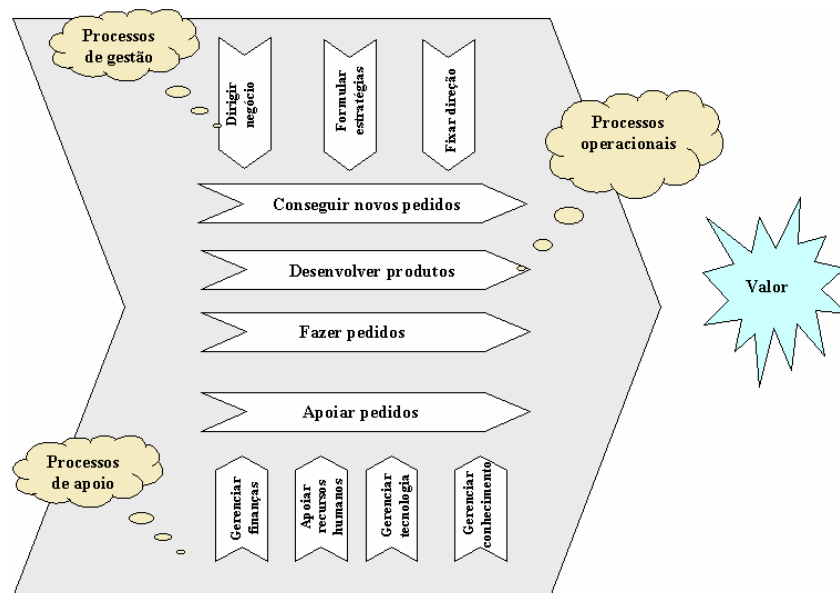 Processos
de gestão
Dirigir
negócio
Formular
estratégias
Fixar direção
Processos
operacionais
Conseguir novos pedidos
Desenvolver produtos
Valor
Fazer pedidos
Apoiar pedidos
Processos
de apoio
Gerenciar
finanças
Apoiar
recursos
humanos
Gerenciar
tecnologia
Gerenciar
conhecimento